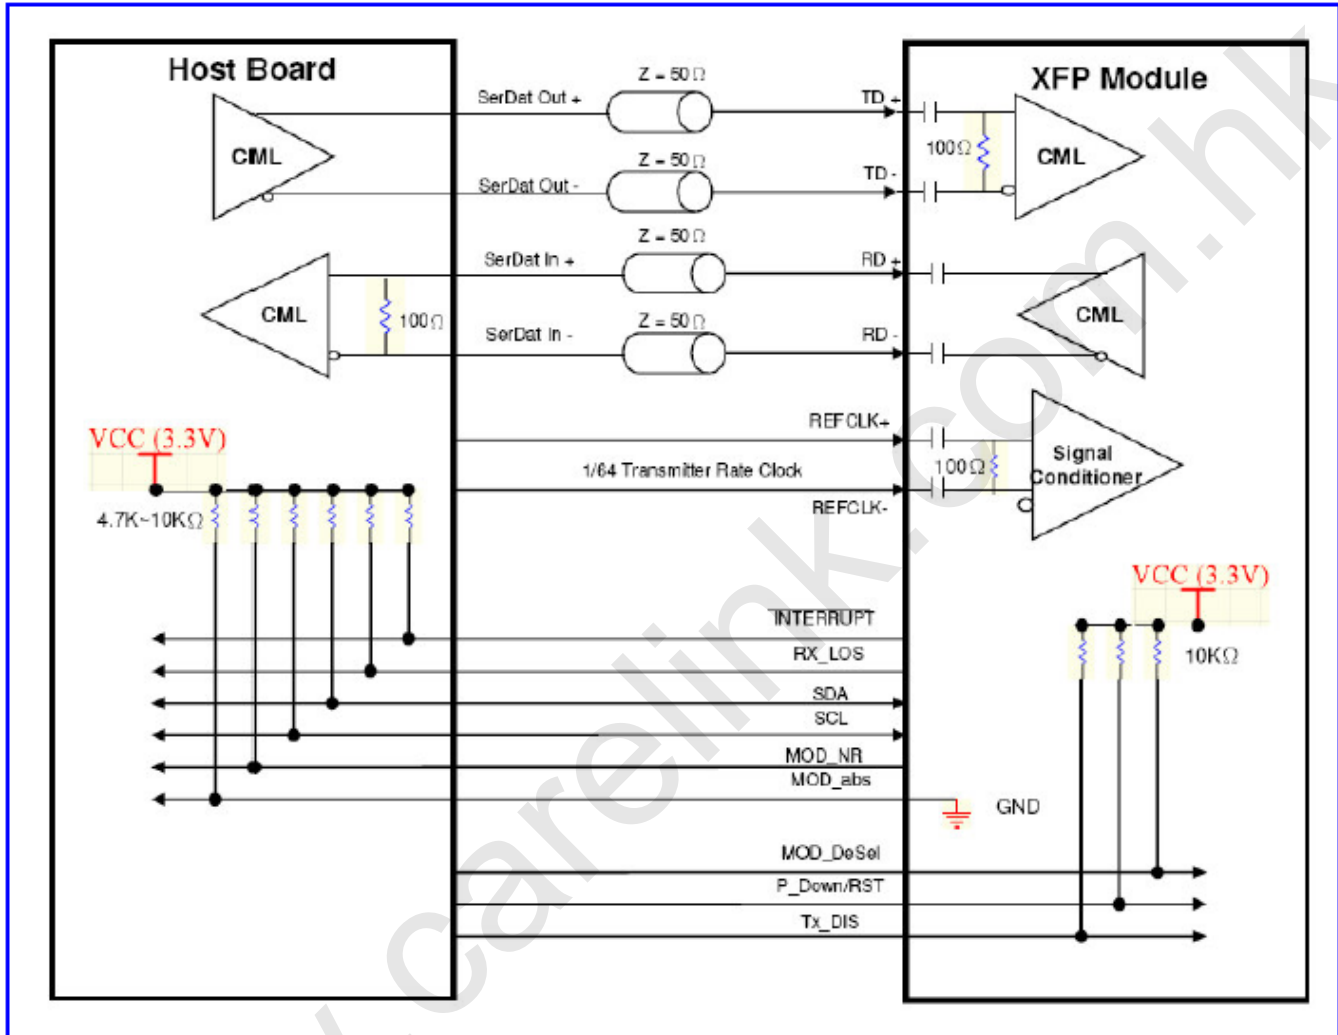 Host Board
XFP Module
Z = 50Ω
SerDat Out +
TD +
CML
100Ω
CML
Z = 50Ω
SerDat Out -
TD -
Z = 50Ω
SerDat In +
RD +
CML
100Ω
CML
Z = 50Ω
SerDat In -
RD -
VCC (3.3V)
REFCLK+
1/64 Transmitter Rate Clock
100Ω
Signal
Conditioner
REFCLK-
4.7K~10KΩ
VCC (3.3V)
INTERRUPT
10KΩ
RX_LOS
SDA
SCL
MOD_NR
MOD_abs
GND
MOD_DeSel
P_Down/RST
Tx_DIS
.carelink.com.hk